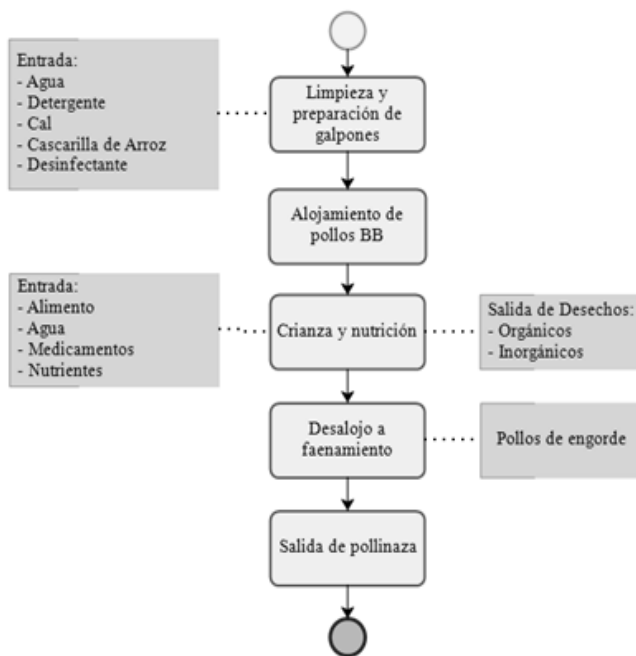 Entrada:
- Agua
- Detergente
- Cal
- Cascarilla de Arroz
- Desinfectante
Limpieza y
preparación de
galpones
Alojamiento de
pollos BB
Entrada:
- Alimento
- Agua
- Medicamentos
- Nutrientes
Crianza y nutrición
Salida de Desechos:
- Orgánicos
- Inorgánicos
Desalojo a
faenamiento
Pollos de engorde
Salida de pollinaza